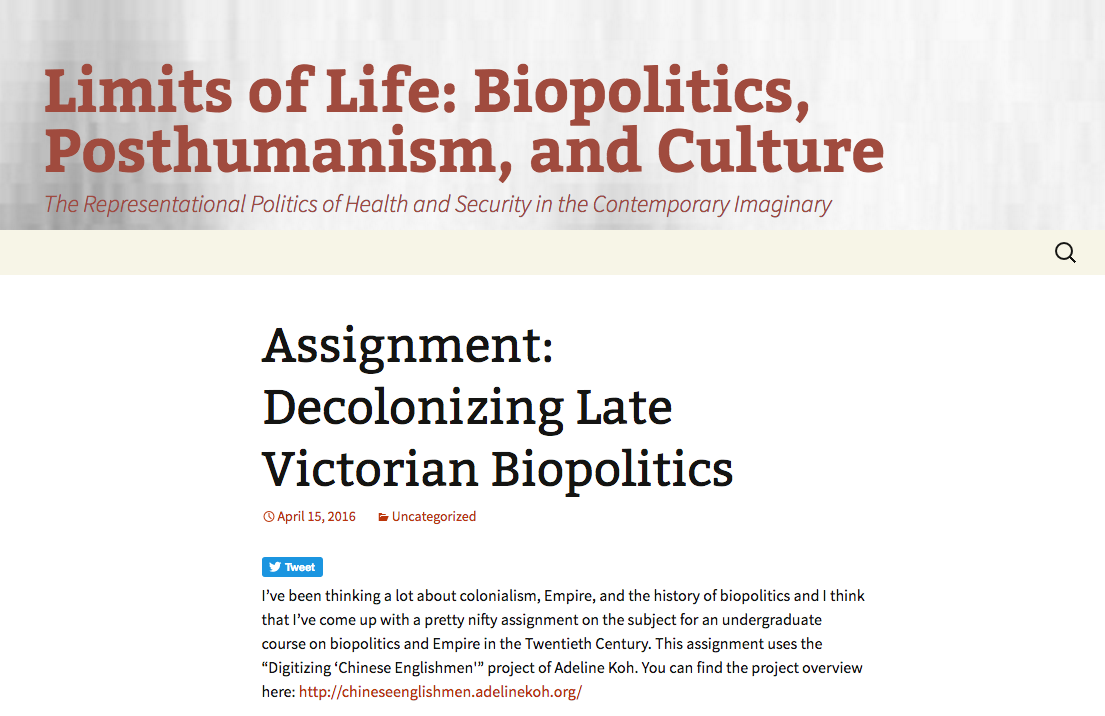 Limits of Life: Biopolitics,
Posthumanism, and Culture
The Representational Politics of Health and Security in the Contemporary Imaginary
Assignment:
Decolonizing Late
Victorian Biopolitics
April 15, 2016 Uncategorized
Tweet
I’ve been thinking a lot about colonialism, Empire, and the history of biopolitics and I think
that I’ve come up with a pretty nifty assignment on the subject for an undergraduate
course on biopolitics and Empire in the Twentieth Century. This assignment uses the
“Digitizing ‘Chinese Englishmen'” project of Adeline Koh. You can find the project overview
here: http://chineseenglishmen.adelinekoh.org/